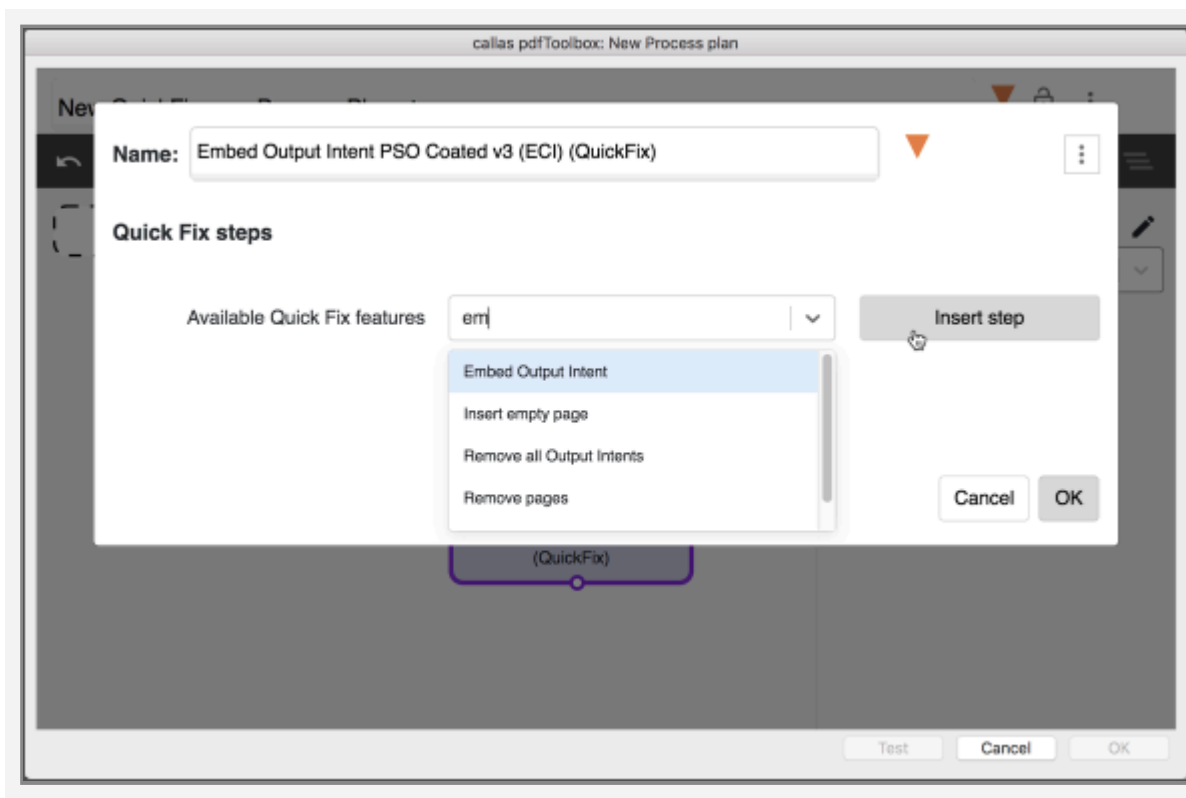 callas pdfToolbox: New Process plan
New
Name: Embed Output Intent PSO Coated v3 (ECI) (QuickFix)
Quick Fix steps
Available Quick Fix features em Insert step
Embed Output Intent
Insert empty page
Remove all Output Intents
Remove pages
Cancel OK
(QuickFix)
Test Cancel OK